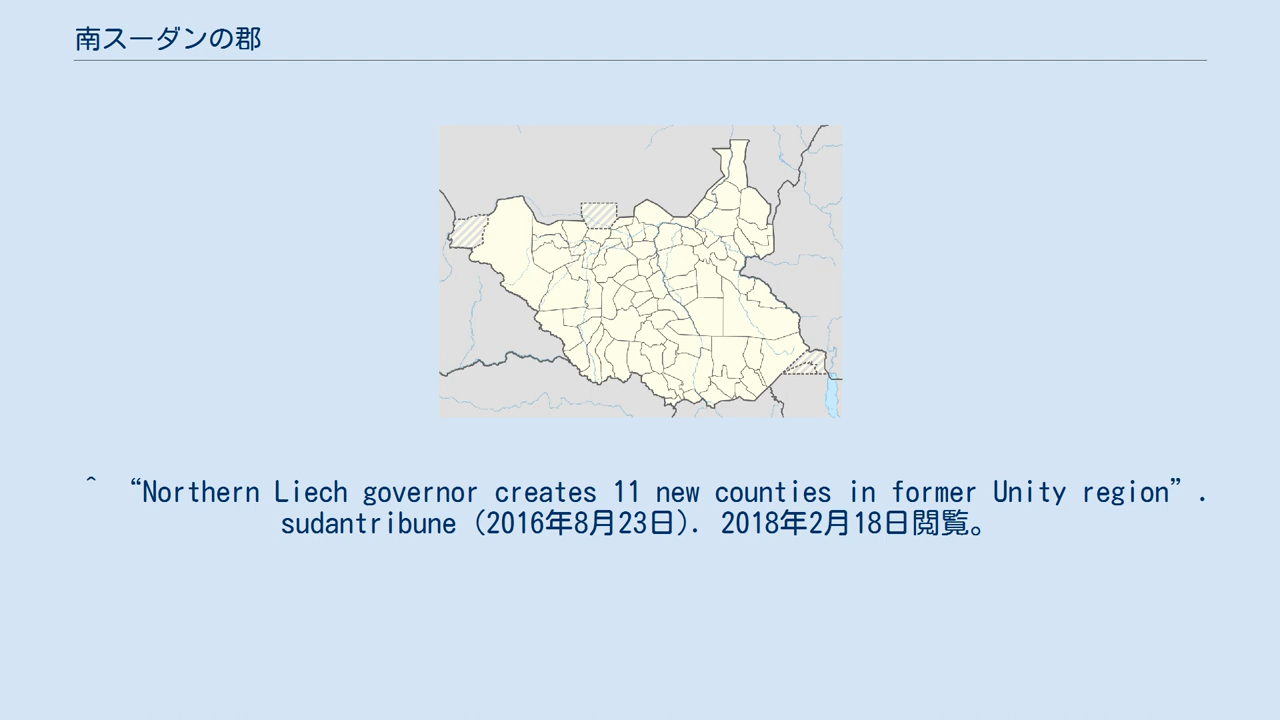 南スーダンの郡
^ “Northern Liech governor creates 11 new counties in former Unity region”.
sudantribune (2016年8月23日). 2018年2月18日閲覧。